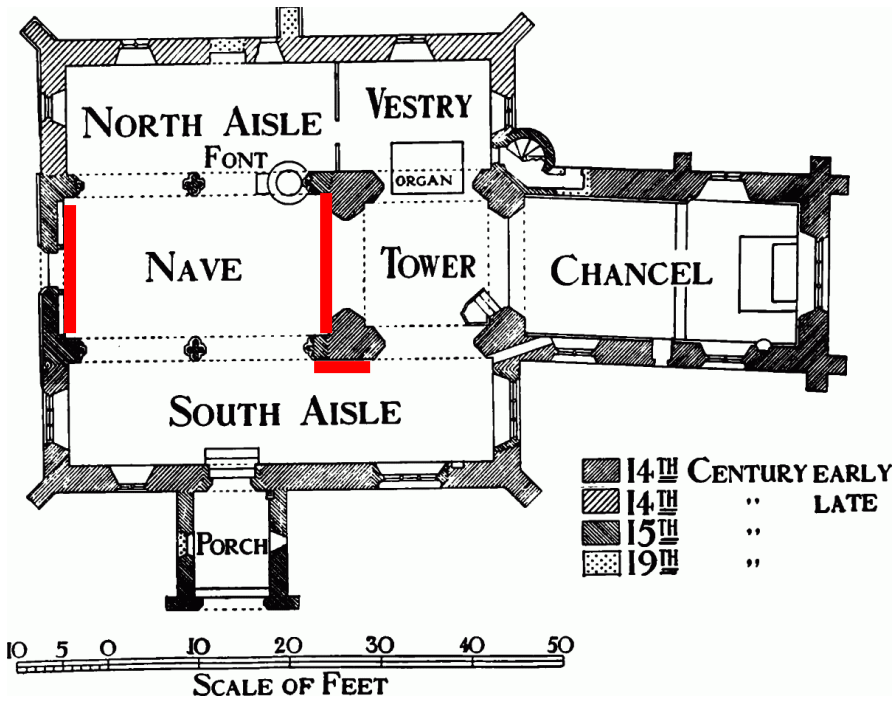 VESTRY
NORTH AISLE
FONT
ORGAN
NAVE
TOWER
CHANCEL
SOUTH AISLE
PORCH
14TH CENTURY EARLY
14TH " LATE
15TH "
19TH "
10 5 0 10 20 30 40 50
SCALE OF FEET